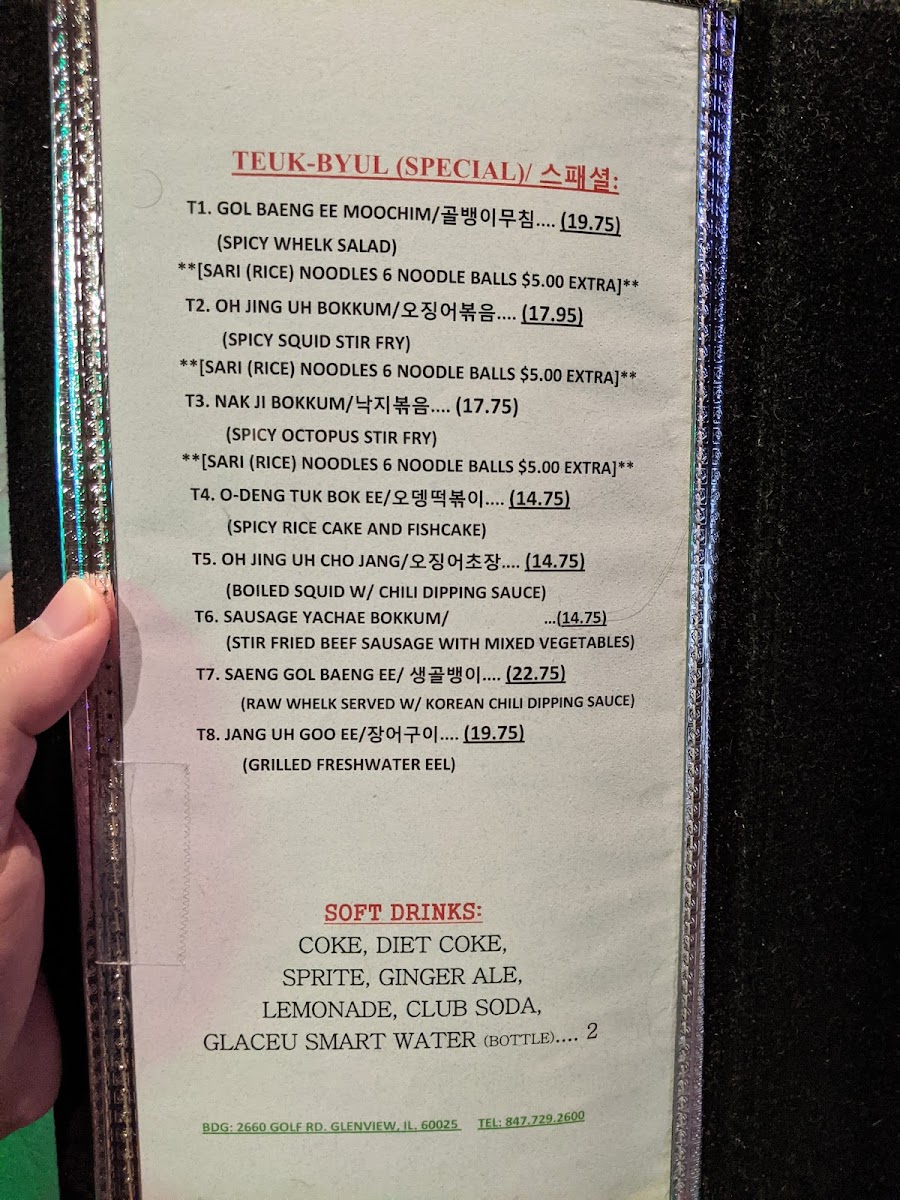 TEUK-BYUL (SPECIAL)/ 스패셜:
T1. GOL BAENG EE MOOCHIM/골뱅이무침.... (19.75)
(SPICY WHELK SALAD)
**[SARI (RICE) NOODLES 6 NOODLE BALLS $5.00 EXTRA]**
T2. OH JING UH BOKKUM/오징어볶음.... (17.95)
(SPICY SQUID STIR FRY)
**[SARI (RICE) NOODLES 6 NOODLE BALLS $5.00 EXTRA]**
T3. NAK JI BOKKUM/낙지볶음.... (17.75)
(SPICY OCTOPUS STIR FRY)
**[SARI (RICE) NOODLES 6 NOODLE BALLS $5.00 EXTRA]**
T4. O-DENG TUK BOK EE/오뎅떡볶이.... (14.75)
(SPICY RICE CAKE AND FISHCAKE)
T5. OH JING UH CHO JANG/오징어초장.... (14.75)
(BOILED SQUID W/ CHILI DIPPING SAUCE)
T6. SAUSAGE YACHAE BOKKUM/ ...(14.75)
(STIR FRIED BEEF SAUSAGE WITH MIXED VEGETABLES)
T7. SAENG GOL BAENG EE/ 생골뱅이.... (22.75)
(RAW WHELK SERVED W/ KOREAN CHILI DIPPING SAUCE)
T8. JANG UH GOO EE/장어구이.... (19.75)
(GRILLED FRESHWATER EEL)
SOFT DRINKS:
COKE, DIET COKE,
SPRITE, GINGER ALE,
LEMONADE, CLUB SODA,
GLACEU SMART WATER (BOTTLE).... 2
BDG: 2660 GOLF RD. GLENVIEW, IL. 60025 TEL: 847.729.2600